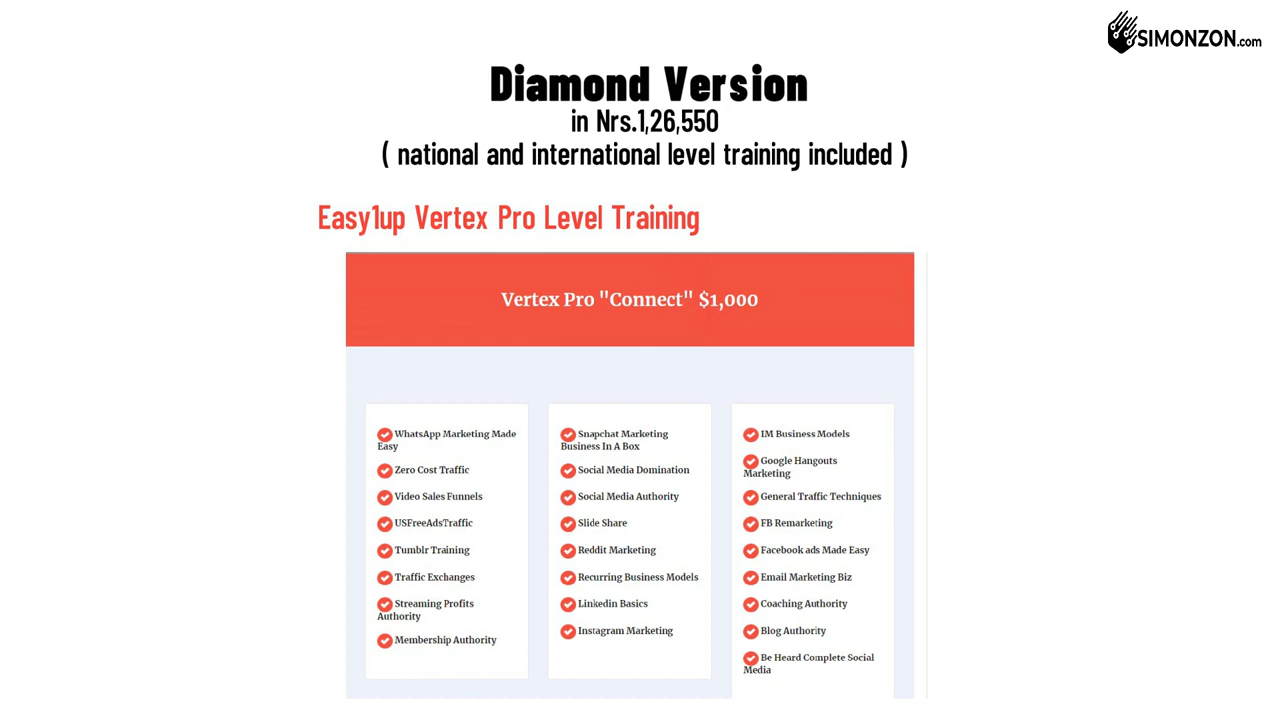 SIMONZON.com
Diamond Version
in Nrs.1,26,550
( national and international level training included )
Easy1up Vertex Pro Level Training
Vertex Pro "Connect" $1,000
WhatsApp Marketing Made
Easy
Zero Cost Traffic
Video Sales Funnels
USFreeAdsTraffic
Tumblr Training
Traffic Exchanges
Streaming Profits
Authority
Membership Authority
Snapchat Marketing
Business In A Box
Social Media Domination
Social Media Authority
Slide Share
Reddit Marketing
Recurring Business Models
Linkedin Basics
Instagram Marketing
IM Business Models
Google Hangouts
Marketing
General Traffic Techniques
FB Remarketing
Facebook ads Made Easy
Email Marketing Biz
Coaching Authority
Blog Authority
Be Heard Complete Social
Media